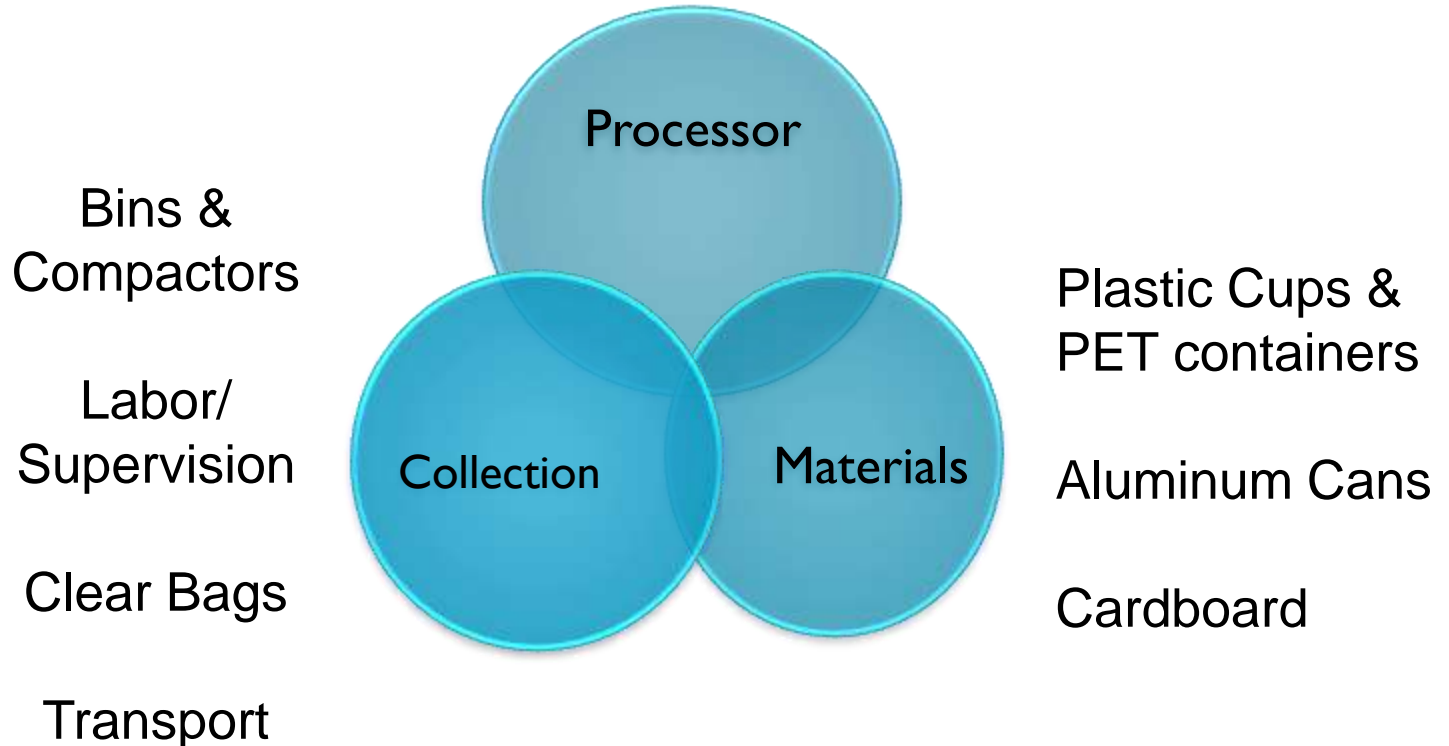 Processor
Bins &
Compactors
Labor/
Supervision
Clear Bags
Transport
Collection
Materials
Plastic Cups &
PET containers
Aluminum Cans
Cardboard